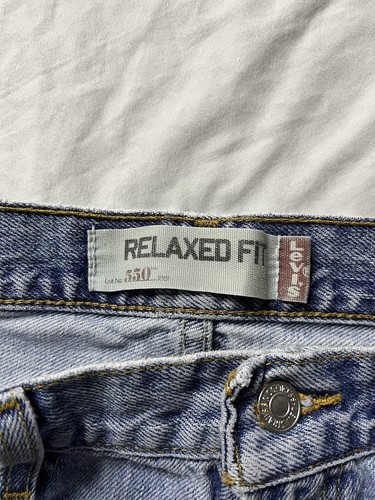 RELAXED FIT
Lot No. 550
LEVI'S